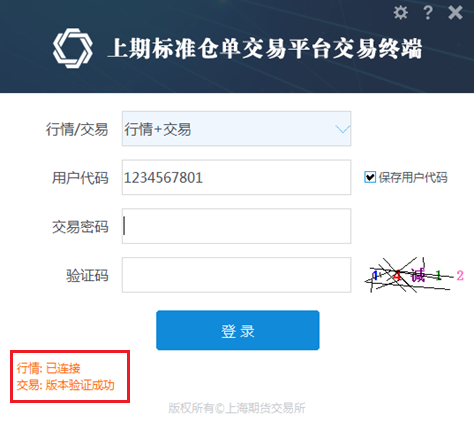 上期标准仓单交易平台交易终端
行情/交易 行情+交易
用户代码 1234567801 保存用户代码
交易密码
验证码
登录
行情: 已连接
交易: 版本验证成功
版权所有©上海期货交易所